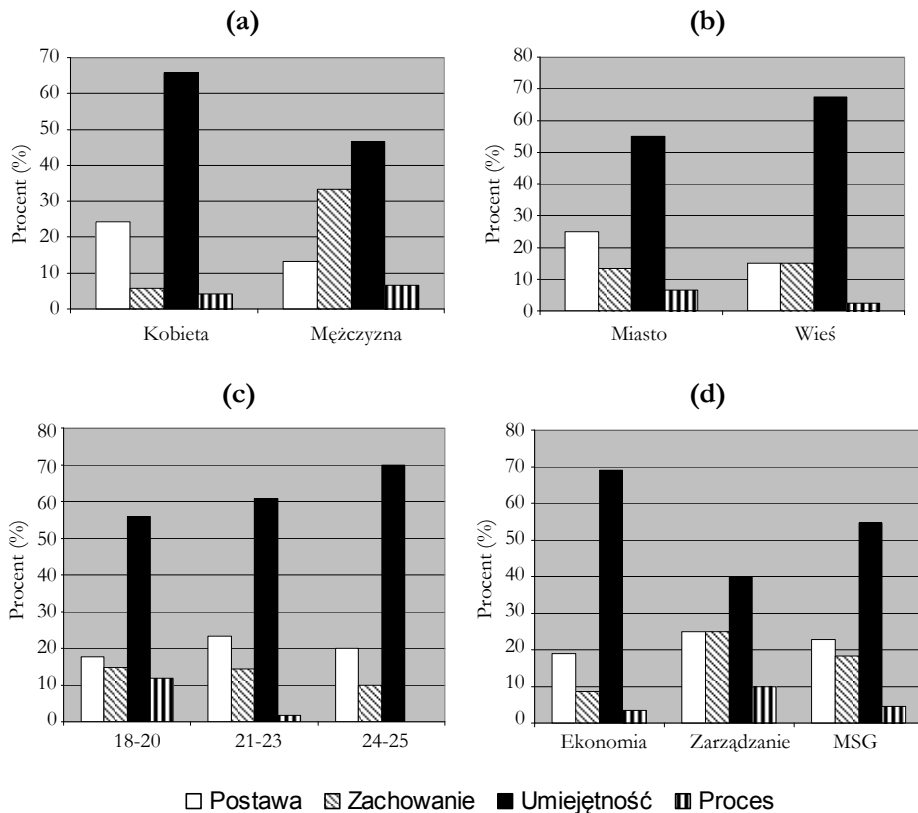 (a)
Procent (%)
70
60
50
40
30
20
10
0
Kobieta Mężczyzna
(b)
Procent (%)
80
70
60
50
40
30
20
10
0
Miasto Wieś
(c)
Procent (%)
80
70
60
50
40
30
20
10
0
18-20 21-23 24-25
(d)
Procent (%)
80
70
60
50
40
30
20
10
0
Ekonomia Zarządzanie MSG
Postawa Zachowanie Umiejętność Proces